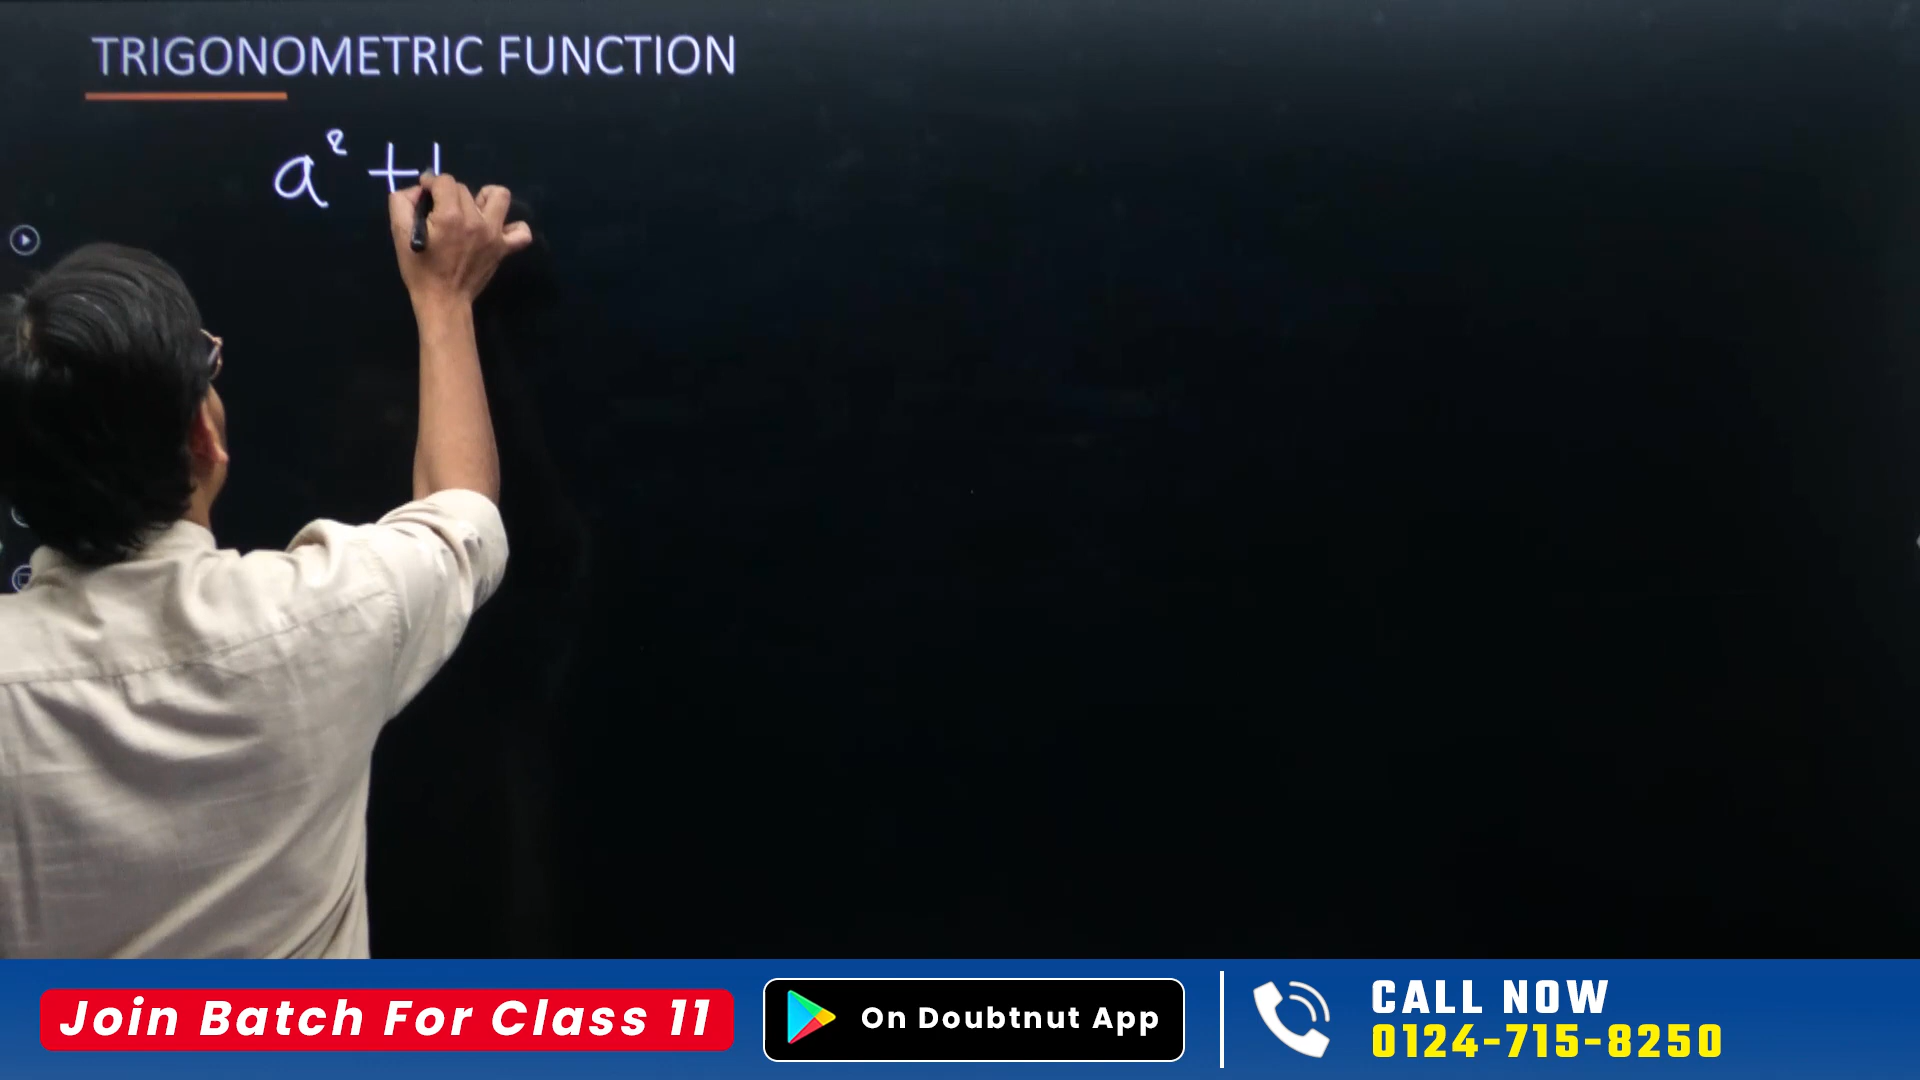 TRIGONOMETRIC FUNCTION
a² +
Join Batch For Class 11
On Doubtnut App
CALL NOW
0124-715-8250